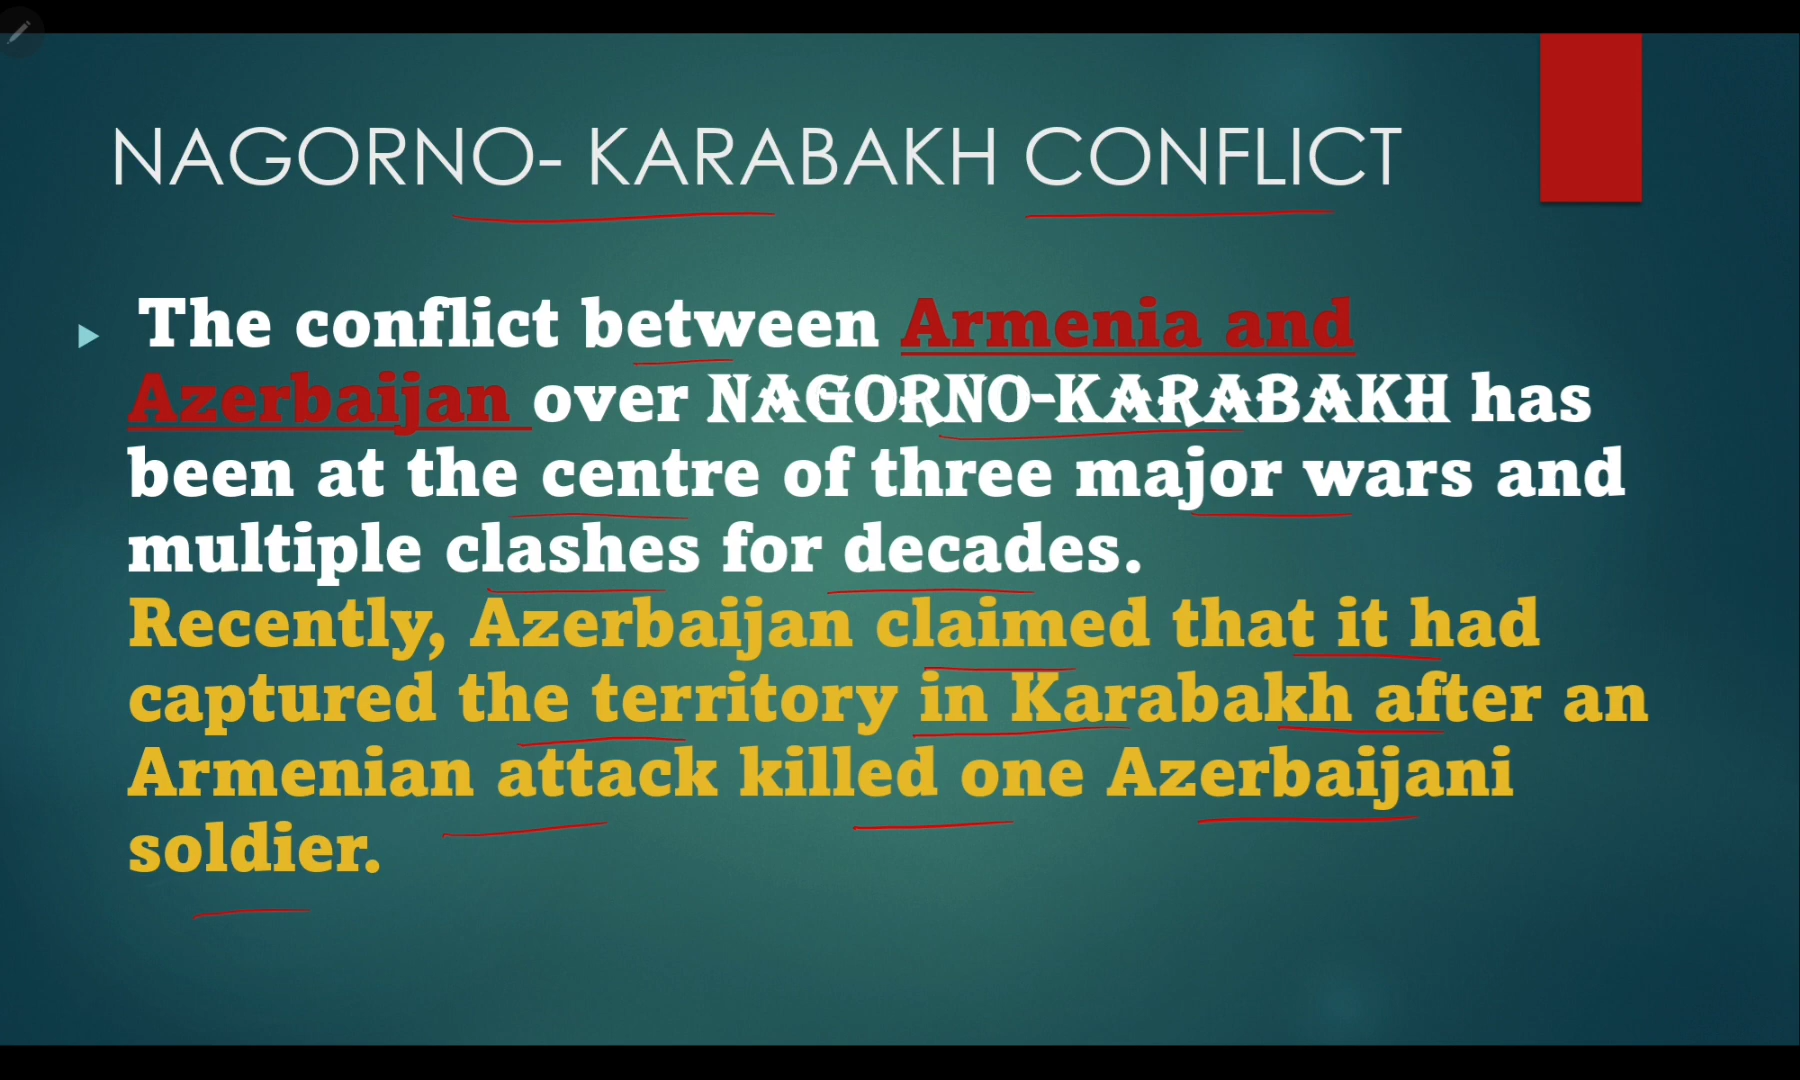 NAGORNO- KARABAKH CONFLICT
The conflict between Armenia and
Azerbaijan over NAGORNO-KARABAKH has
been at the centre of three major wars and
multiple clashes for decades.
Recently, Azerbaijan claimed that it had
captured the territory in Karabakh after an
Armenian attack killed one Azerbaijani
soldier.